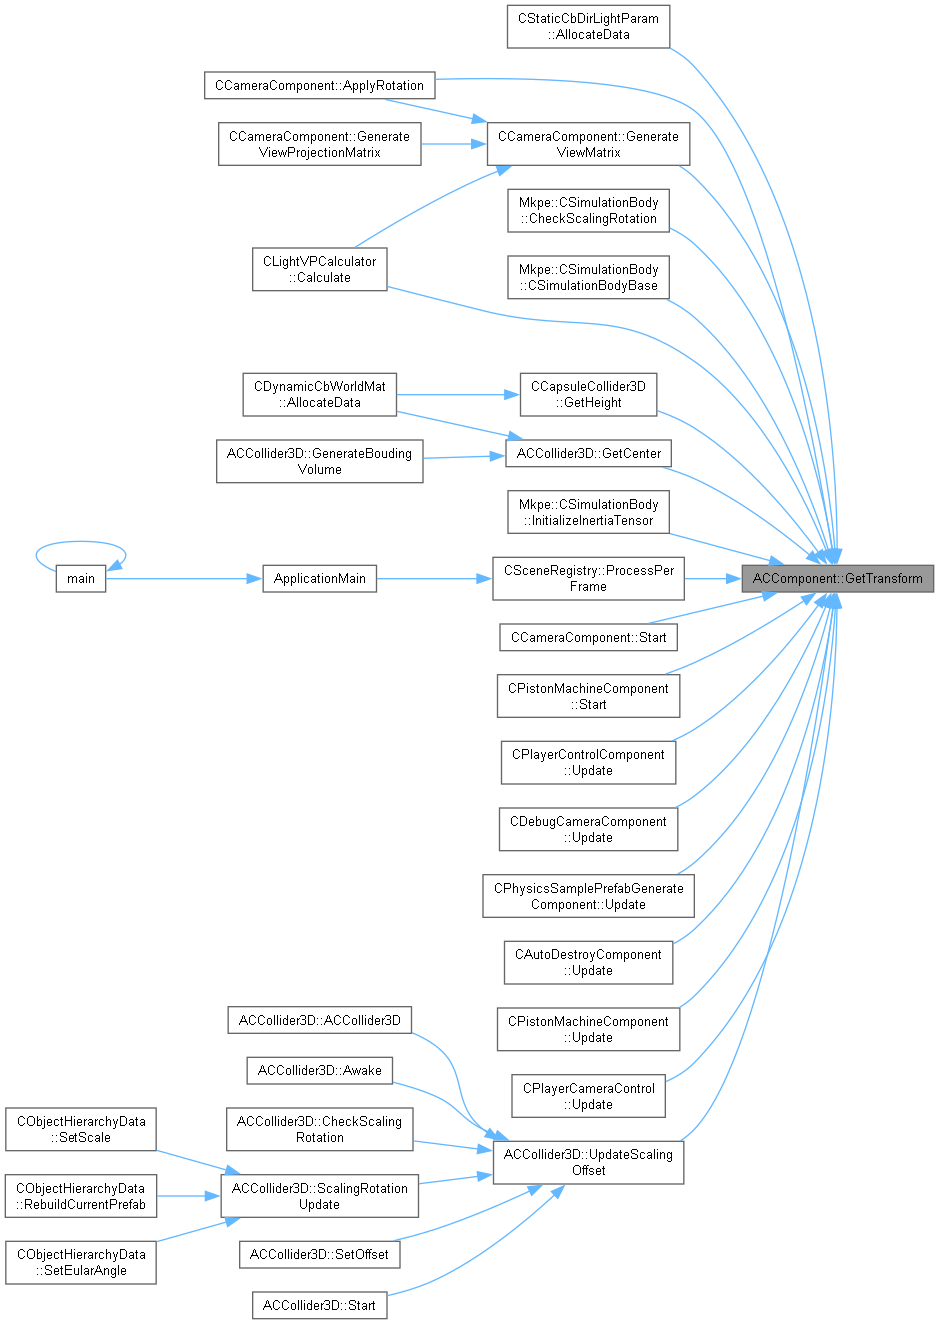 CStaticCbDirLightParam
::AllocateData
CCameraComponent::ApplyRotation
CCameraComponent::Generate
ViewProjectionMatrix
CCameraComponent::Generate
ViewMatrix
Mkpe::CSimulationBody
::CheckScalingRotation
CLightVPCalculator
::Calculate
Mkpe::CSimulationBody
::CSimulationBodyBase
CDynamicCbWorldMat
::AllocateData
CCapsuleCollider3D
::GetHeight
ACCollider3D::GenerateBouding
Volume
ACCollider3D::GetCenter
Mkpe::CSimulationBody
::InitializeInertiaTensor
main
ApplicationMain
CSceneRegistry::ProcessPer
Frame
ACComponent::GetTransform
CCameraComponent::Start
CPistonMachineComponent
::Start
CPlayerControlComponent
::Update
CDebugCameraComponent
::Update
CPhysicsSamplePrefabGenerate
Component::Update
CAutoDestroyComponent
::Update
CPistonMachineComponent
::Update
CPlayerCameraControl
::Update
ACCollider3D::ACCollider3D
ACCollider3D::Awake
ACCollider3D::CheckScaling
Rotation
ACCollider3D::UpdateScaling
Offset
CObjectHierarchyData
::SetScale
CObjectHierarchyData
::RebuildCurrentPrefab
ACCollider3D::ScalingRotation
Update
CObjectHierarchyData
::SetEularAngle
ACCollider3D::SetOffset
ACCollider3D::Start